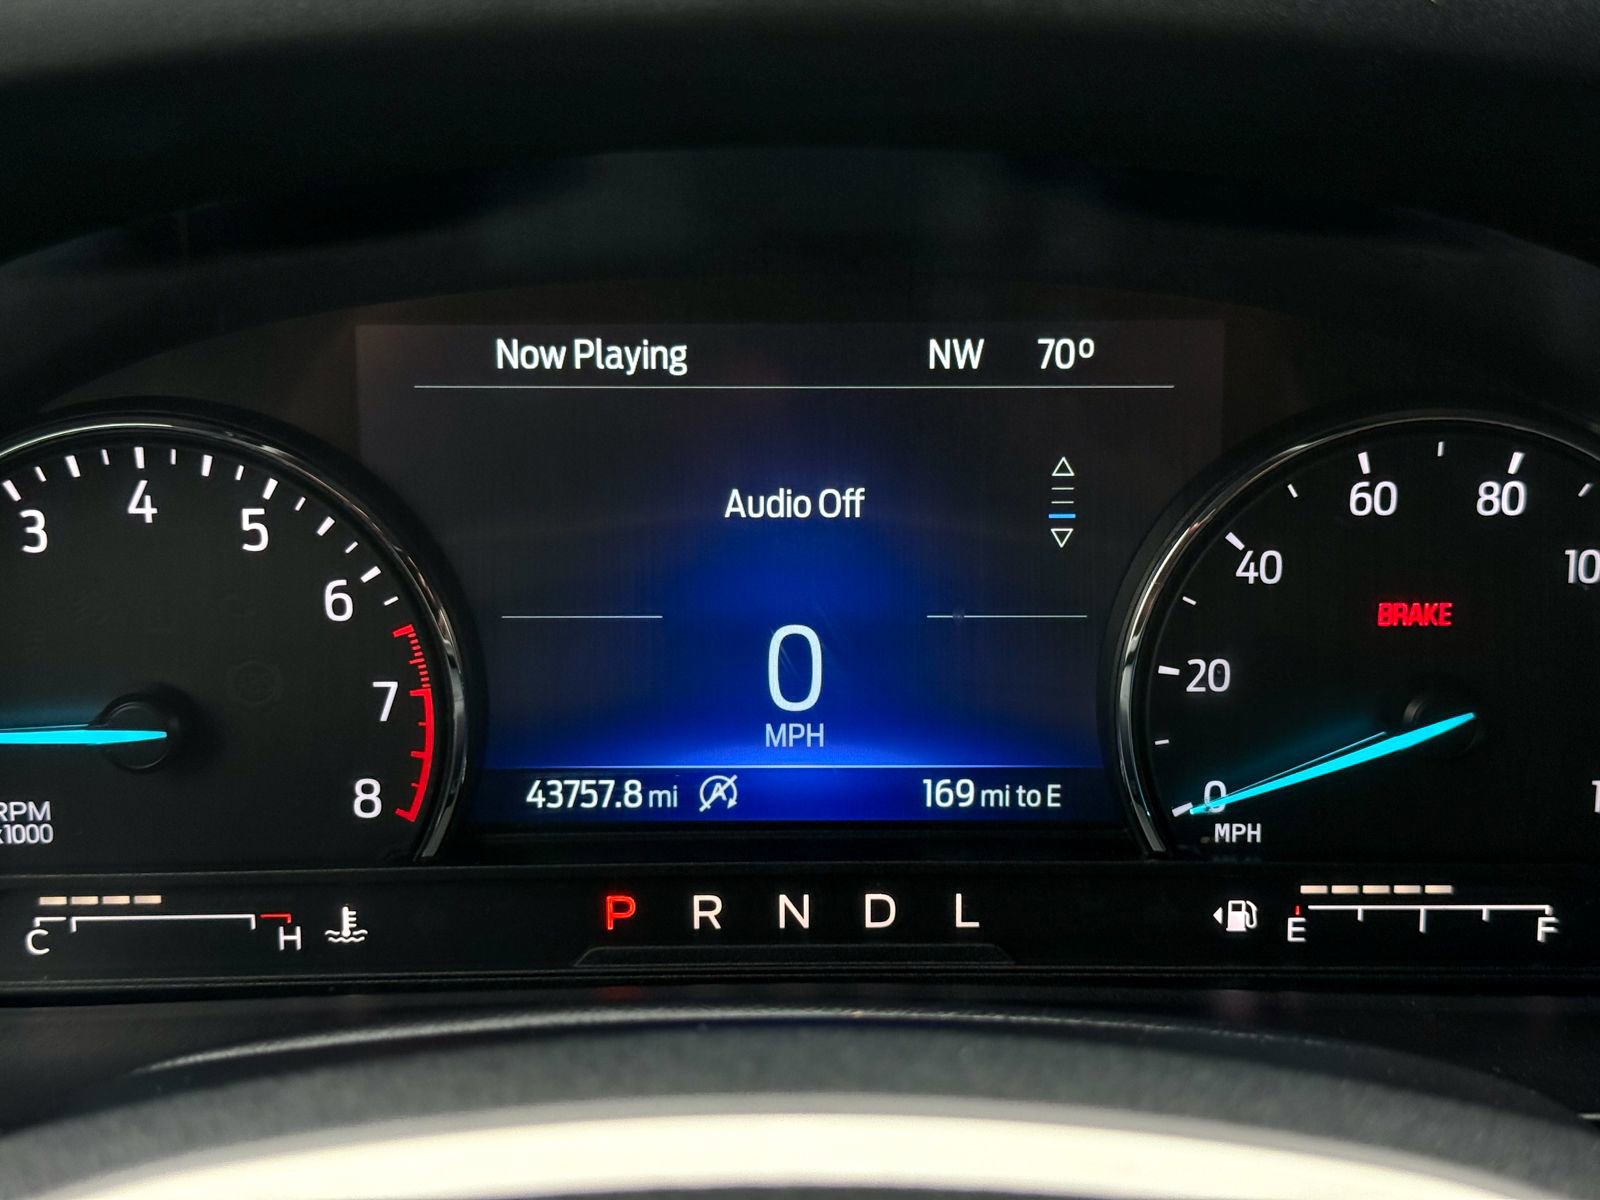 Now Playing NW 70°
Audio Off
3 4 5 6 7 8
RPM
x1000
0
MPH
43757.8 mi 169 mi to E
0 20 40 60 80
BRAKE
MPH
C H
P R N D L
E F